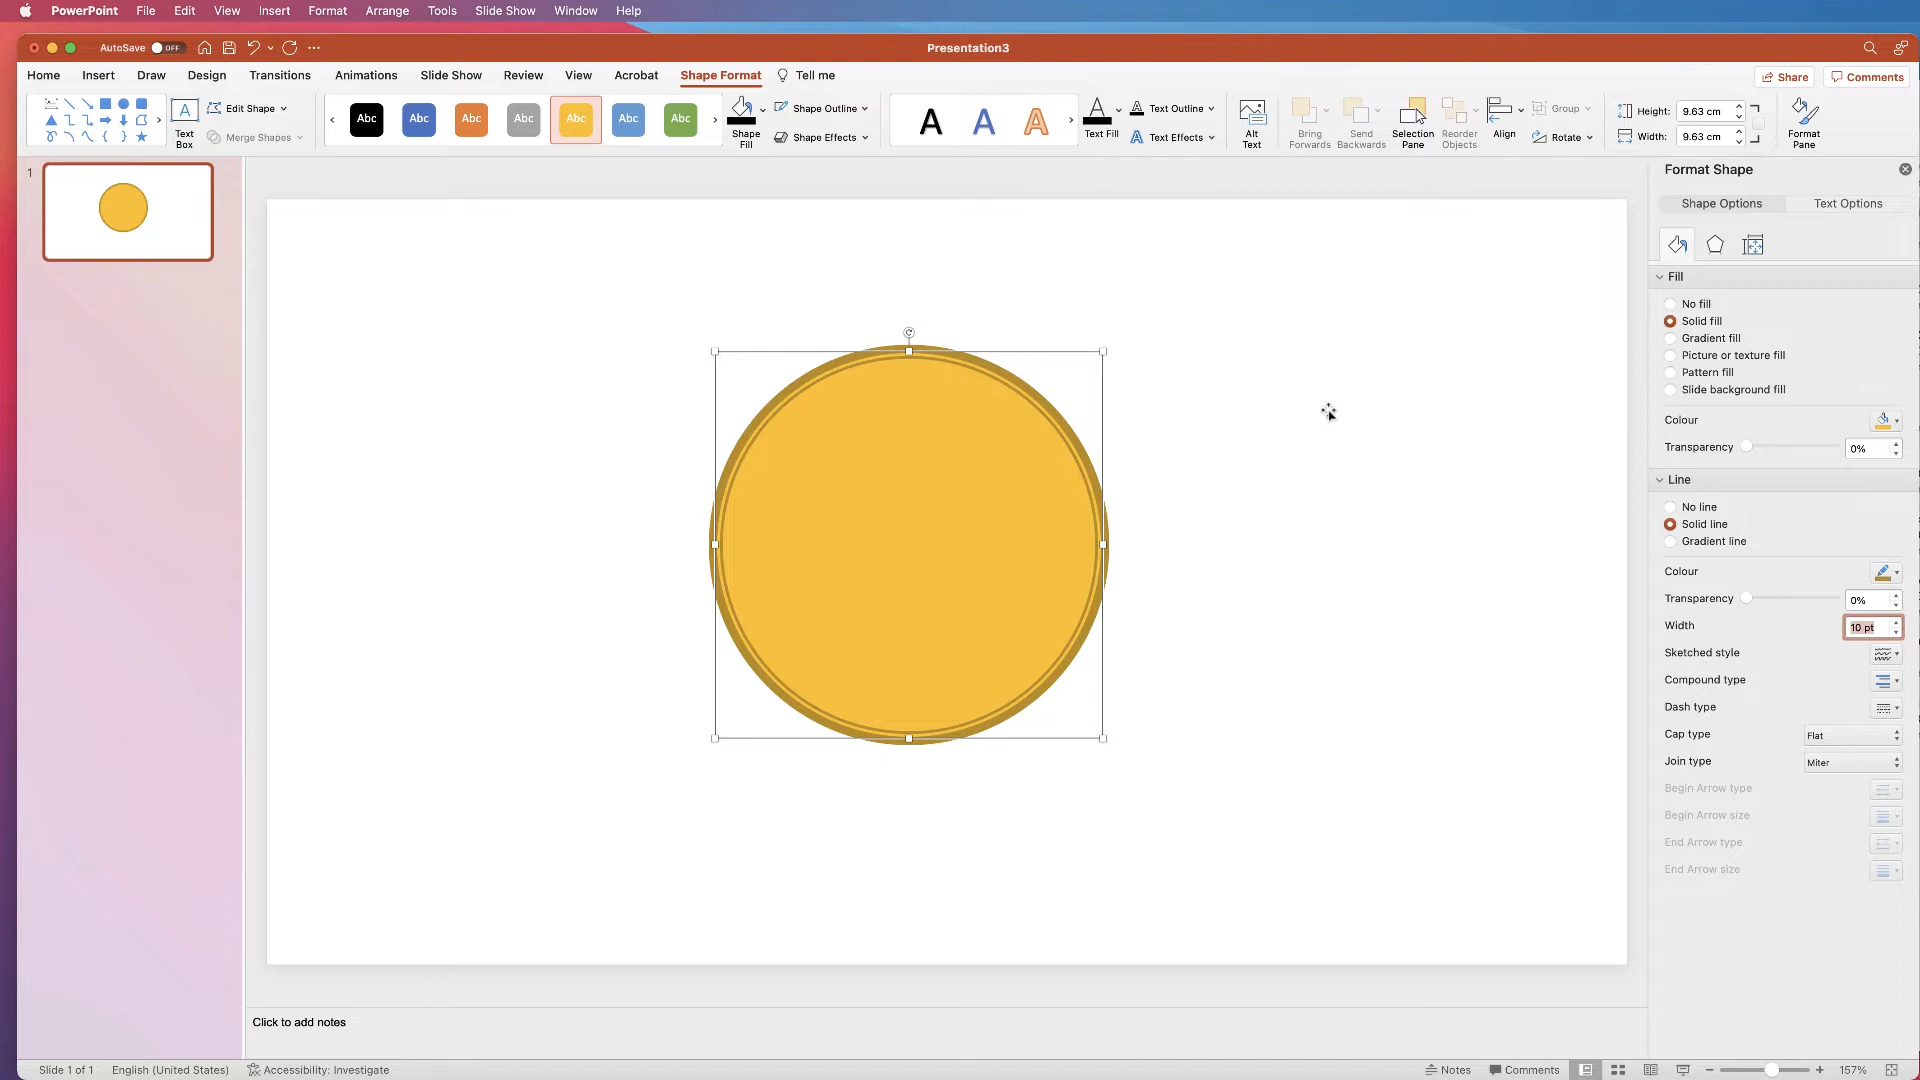 PowerPoint File Edit View Insert Format Arrange Tools Slide Show Window Help
AutoSave OFF
Presentation3
Home Insert Draw Design Transitions Animations Slide Show Review View Acrobat Shape Format Tell me
Share Comments
A
Text Box
Edit Shape
Merge Shapes
Abc Abc Abc Abc Abc Abc Abc
Shape Fill
Shape Outline
Shape Effects
A A A
Text Fill
Text Outline
Text Effects
Alt Text
Bring Forwards
Send Backwards
Selection Pane
Reorder Objects
Align
Group
Rotate
Height: 9.63 cm
Width: 9.63 cm
Format Pane
1
Format Shape
Shape Options Text Options
Fill
No fill
Solid fill
Gradient fill
Picture or texture fill
Pattern fill
Slide background fill
Colour
Transparency 0%
Line
No line
Solid line
Gradient line
Colour
Transparency 0%
Width 10 pt
Sketched style
Compound type
Dash type
Cap type Flat
Join type Miter
Begin Arrow type
Begin Arrow size
End Arrow type
End Arrow size
Click to add notes
Slide 1 of 1 English (United States) Accessibility: Investigate Notes Comments 157%